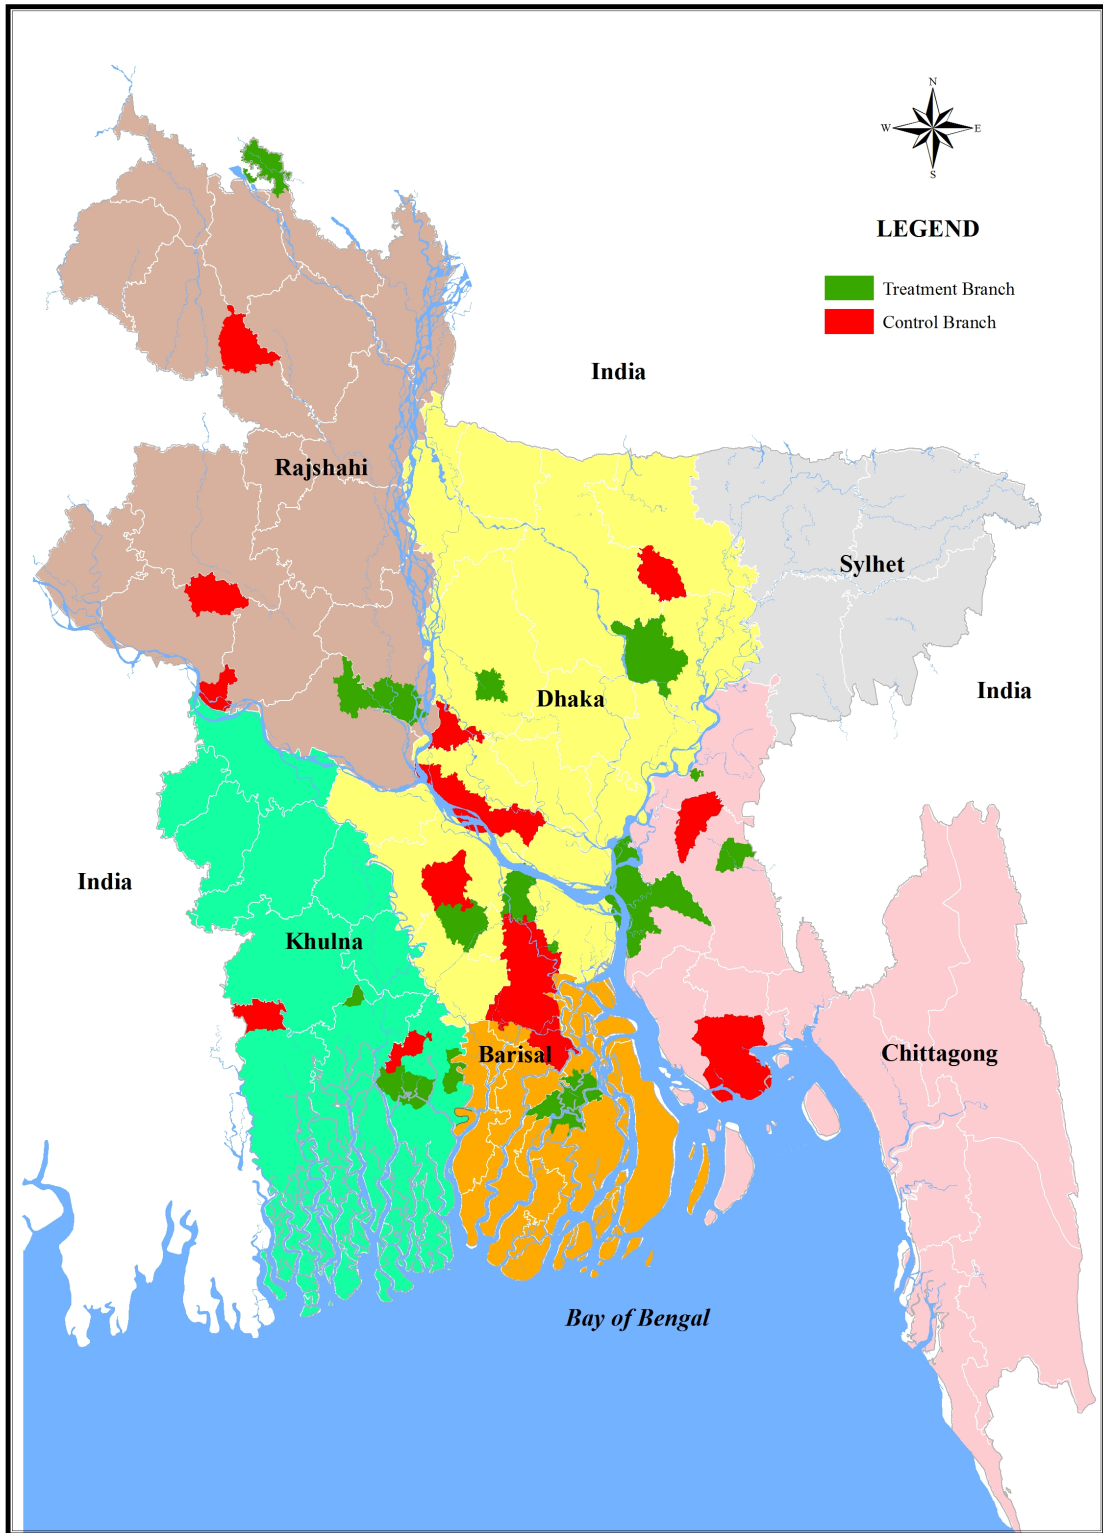 N
W
E
S
LEGEND
Treatment Branch
Control Branch
India
Rajshahi
Sylhet
India
Dhaka
India
Khulna
Barisal
Chittagong
Bay of Bengal